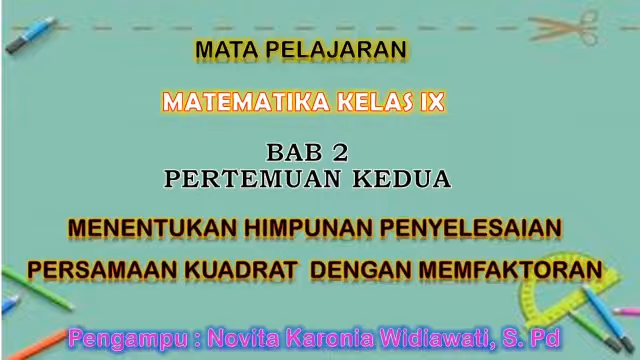 MATA PELAJARAN
MATEMATIKA KELAS IX
BAB 2
PERTEMUAN KEDUA
MENENTUKAN HIMPUNAN PENYELESAIAN
PERSAMAAN KUADRAT DENGAN MEMFAKTORAN
Pengampu : Novita Karonia Widiawati, S. Pd